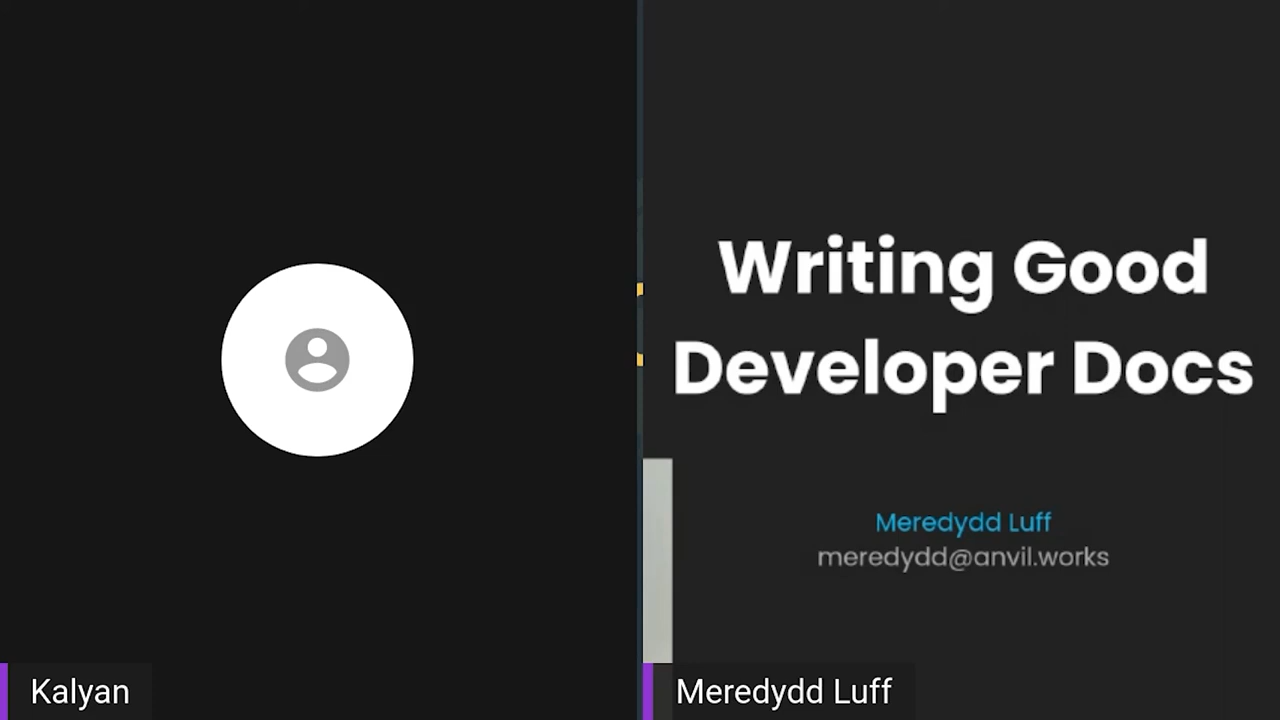 Writing Good
Developer Docs
Meredydd Luff
meredydd@anvil.works
Kalyan
Meredydd Luff